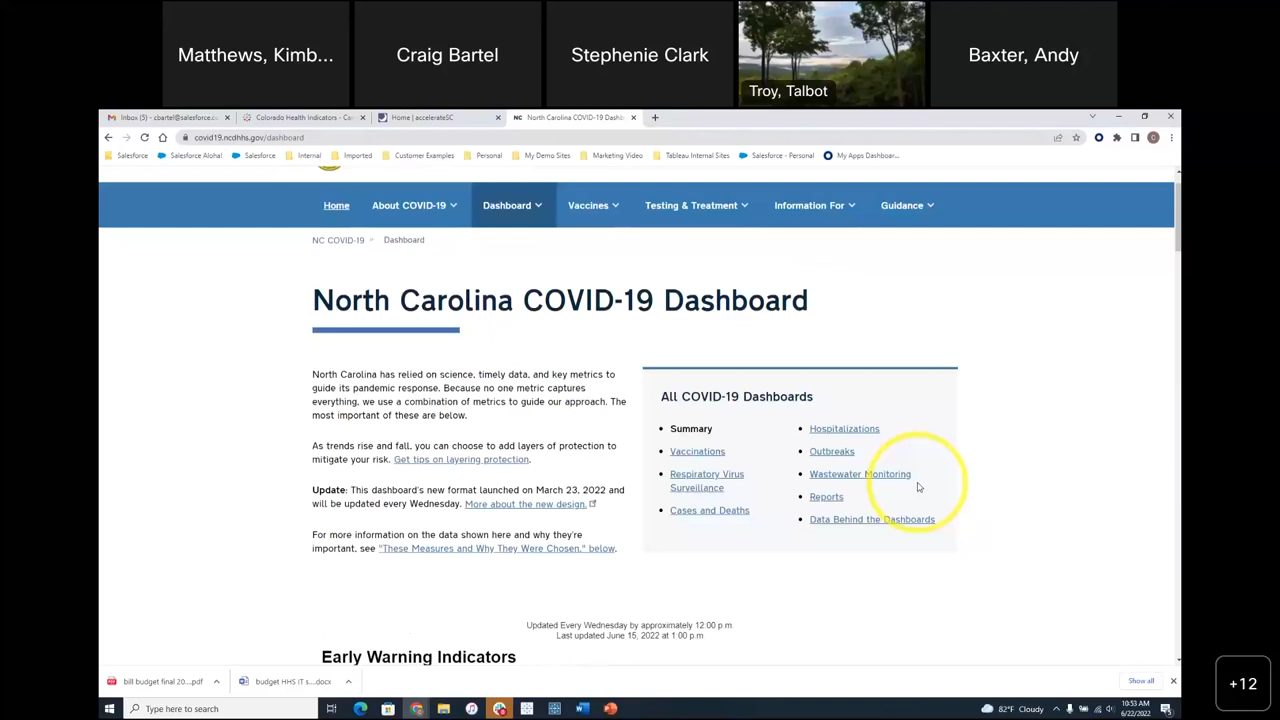 Matthews, Kimb...
Craig Bartel
Stephenie Clark
Troy, Talbot
Baxter, Andy
Inbox (5) - cbartel@salesforce.c
Colorado Health Indicators - Ca
Home | accelerateSC
NC North Carolina COVID-19 Dashb
covid19.ncdhhs.gov/dashboard
Salesforce Salesforce Aloha! Salesforce Internal Imported Customer Examples Personal My Demo Sites Marketing Video Tableau Internal Sites Salesforce - Personal My Apps Dashboar...
Home About COVID-19 Dashboard Vaccines Testing & Treatment Information For Guidance
NC COVID-19 > Dashboard
North Carolina COVID-19 Dashboard
North Carolina has relied on science, timely data, and key metrics to
guide its pandemic response. Because no one metric captures
everything, we use a combination of metrics to guide our approach. The
most important of these are below.
As trends rise and fall, you can choose to add layers of protection to
mitigate your risk. Get tips on layering protection.
Update: This dashboard's new format launched on March 23, 2022 and
will be updated every Wednesday. More about the new design.
For more information on the data shown here and why they're
important, see "These Measures and Why They Were Chosen," below.
All COVID-19 Dashboards
Summary
Vaccinations
Respiratory Virus
Surveillance
Cases and Deaths
Hospitalizations
Outbreaks
Wastewater Monitoring
Reports
Data Behind the Dashboards
Updated Every Wednesday by approximately 12:00 p.m
Last updated June 15, 2022 at 1:00 p.m
Early Warning Indicators
bill budget final 20....pdf
budget HHS IT s....docx
Show all
Type here to search
82°F Cloudy
10:53 AM
6/22/2022
+12